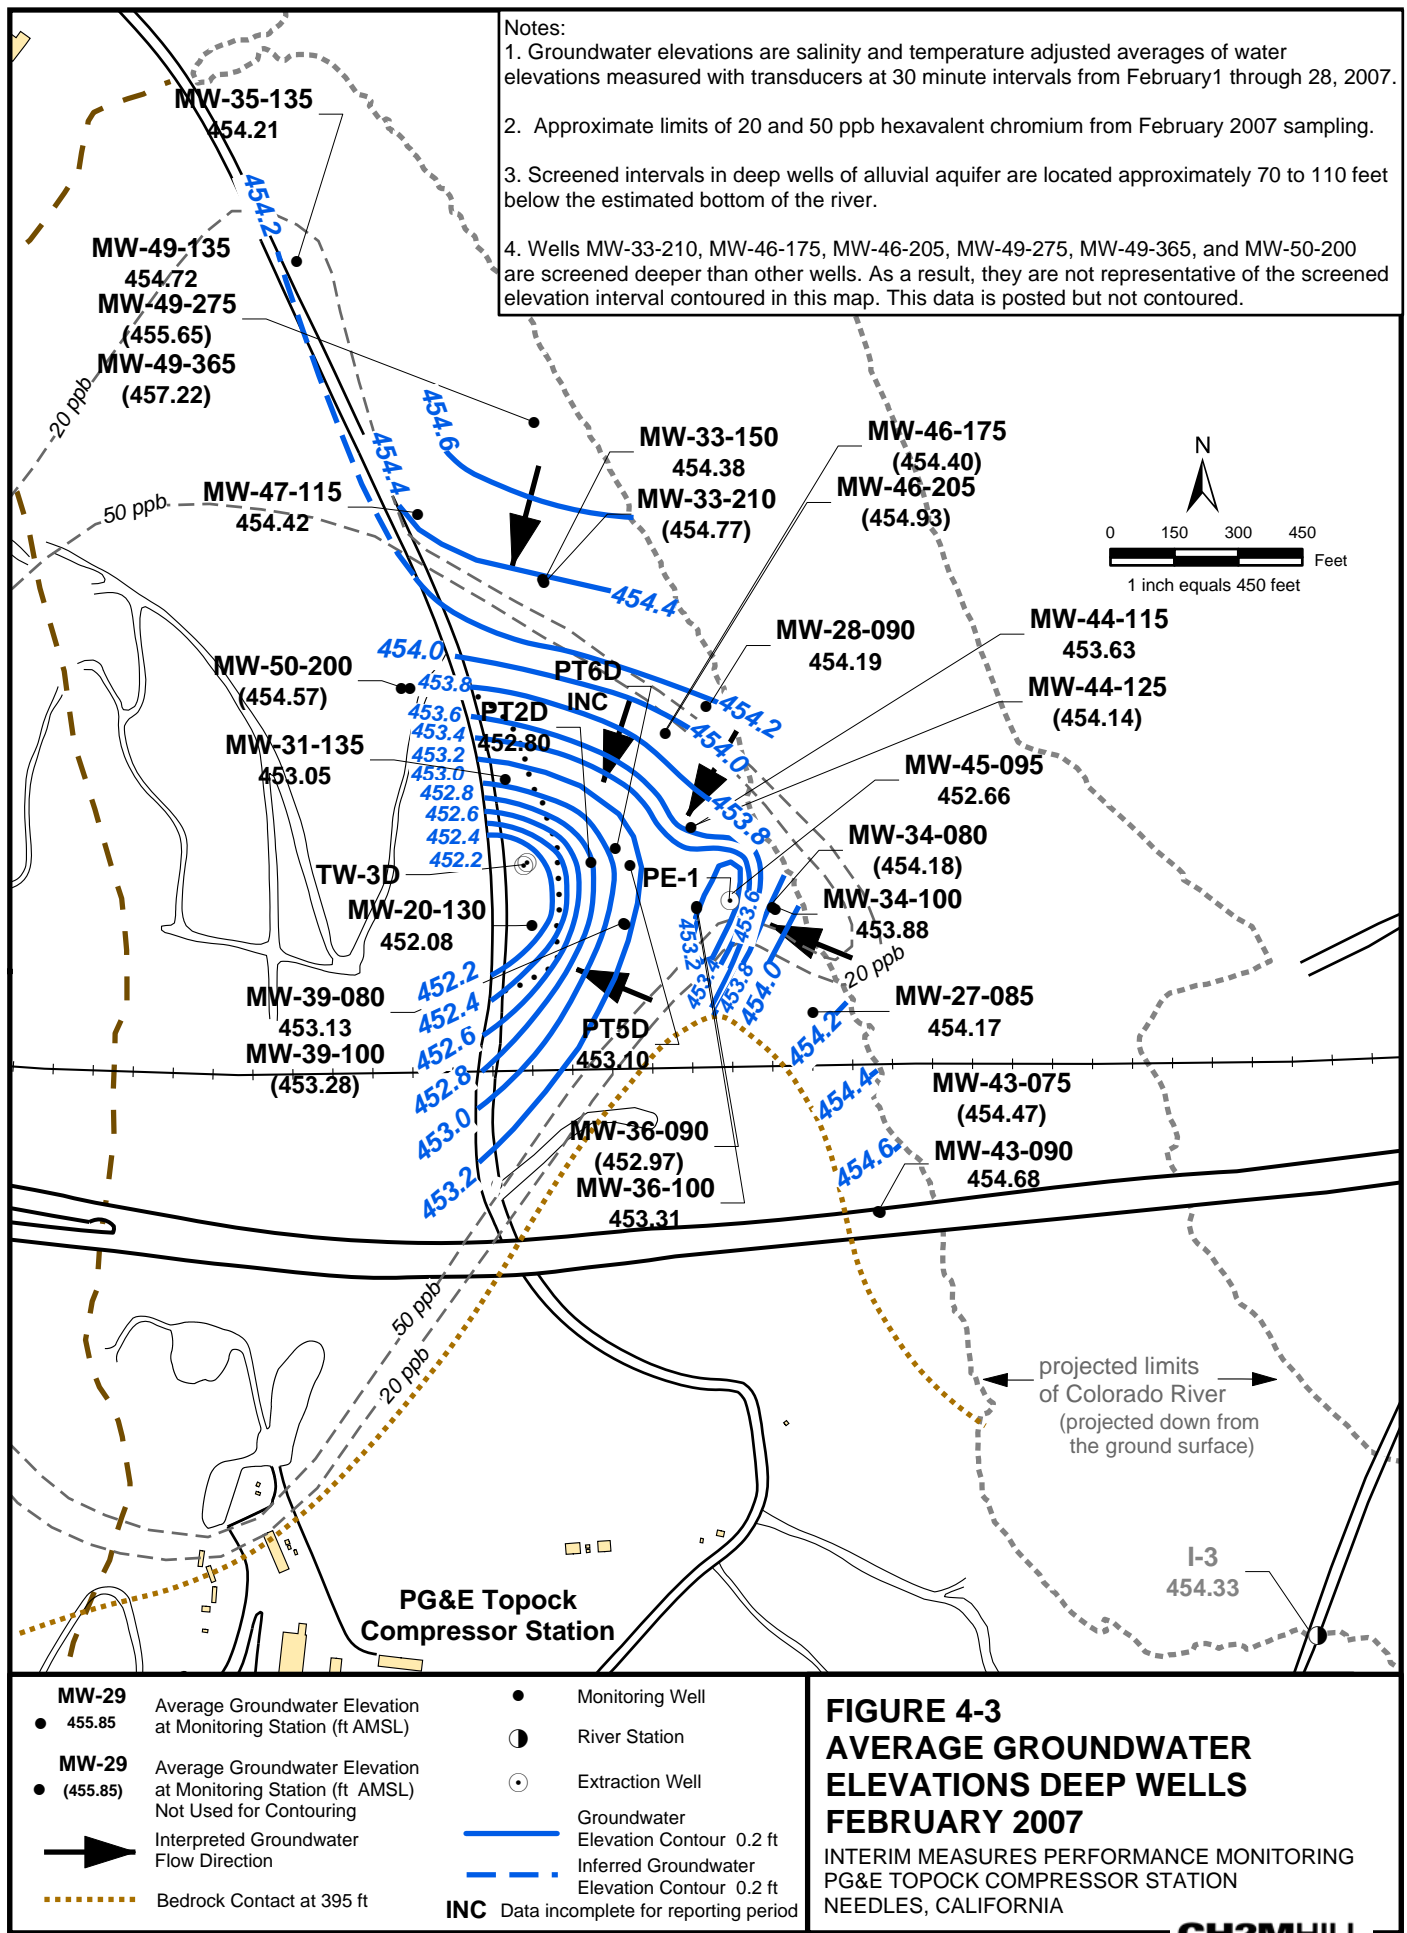 Notes:
1. Groundwater elevations are salinity and temperature adjusted averages of water
elevations measured with transducers at 30 minute intervals from February1 through 28, 2007.
2. Approximate limits of 20 and 50 ppb hexavalent chromium from February 2007 sampling.
3. Screened intervals in deep wells of alluvial aquifer are located approximately 70 to 110 feet
below the estimated bottom of the river.
4. Wells MW-33-210, MW-46-175, MW-46-205, MW-49-275, MW-49-365, and MW-50-200
are screened deeper than other wells. As a result, they are not representative of the screened
elevation interval contoured in this map. This data is posted but not contoured.
MW-35-135
454.21
454.2
MW-49-135
454.72
MW-49-275
(455.65)
MW-49-365
(457.22)
20 ppb
454.6
454.4
MW-33-150
454.38
MW-33-210
(454.77)
MW-46-175
(454.40)
MW-46-205
(454.93)
N
0 150 300 450
Feet
1 inch equals 450 feet
MW-47-115
454.42
50 ppb
454.4
MW-28-090
454.19
MW-44-115
453.63
MW-44-125
(454.14)
454.0
MW-50-200
(454.57)
453.8
453.6
453.4
453.2
453.0
452.8
452.6
452.4
452.2
PT6D
INC
PT2D
452.80
454.2
454.0
453.8
MW-31-135
453.05
MW-45-095
452.66
MW-34-080
(454.18)
MW-34-100
453.88
TW-3D
PE-1
MW-20-130
452.08
453.6
453.2
453.4
453.8
454.0
20 ppb
MW-39-080
453.13
MW-39-100
(453.28)
452.2
452.4
452.6
452.8
453.0
453.2
PT5D
453.10
MW-27-085
454.17
454.2
454.4
454.6
MW-43-075
(454.47)
MW-43-090
454.68
MW-36-090
(452.97)
MW-36-100
453.31
50 ppb
20 ppb
projected limits
of Colorado River
(projected down from
the ground surface)
I-3
454.33
PG&E Topock
Compressor Station
MW-29
455.85
Average Groundwater Elevation
at Monitoring Station (ft AMSL)
MW-29
(455.85)
Average Groundwater Elevation
at Monitoring Station (ft AMSL)
Not Used for Contouring
Interpreted Groundwater
Flow Direction
Bedrock Contact at 395 ft
Monitoring Well
River Station
Extraction Well
Groundwater
Elevation Contour 0.2 ft
Inferred Groundwater
Elevation Contour 0.2 ft
INC Data incomplete for reporting period
FIGURE 4-3
AVERAGE GROUNDWATER
ELEVATIONS DEEP WELLS
FEBRUARY 2007
INTERIM MEASURES PERFORMANCE MONITORING
PG&E TOPOCK COMPRESSOR STATION
NEEDLES, CALIFORNIA
CH2MHILL